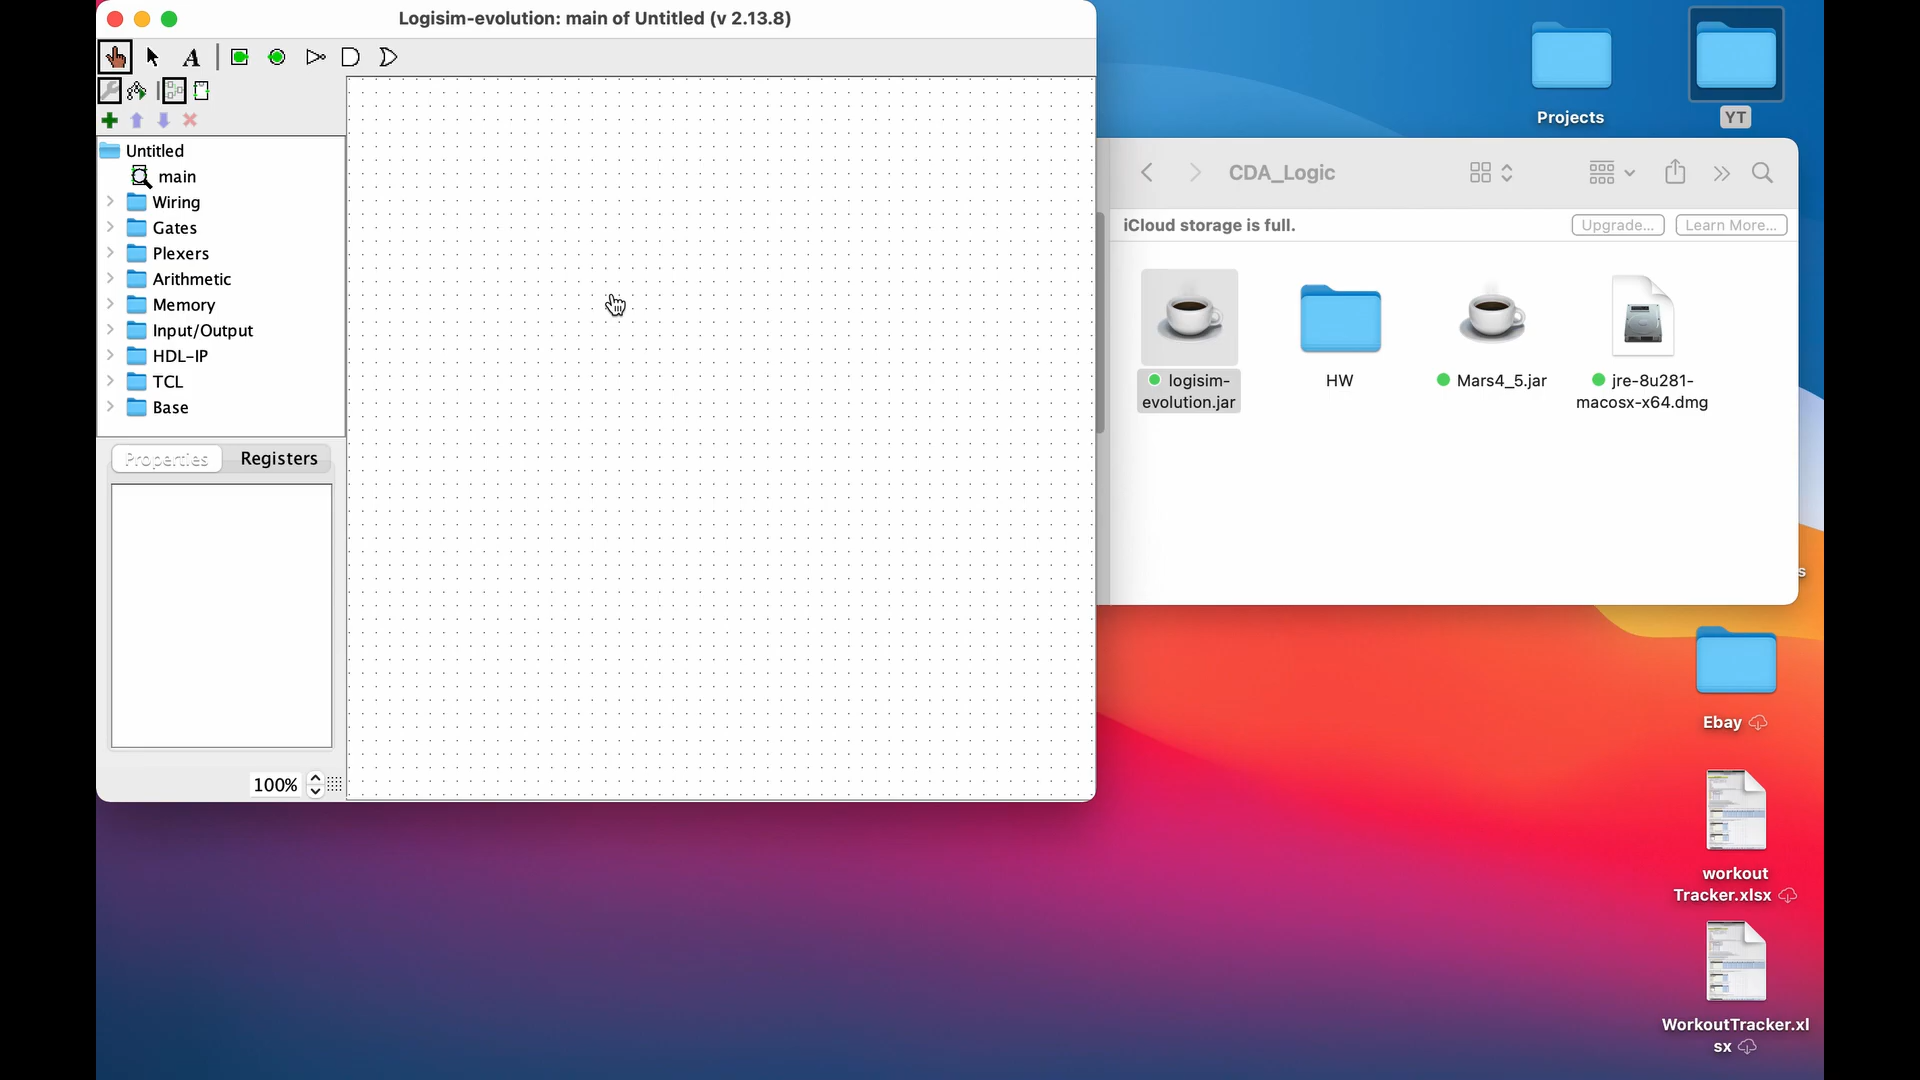 Logisim-evolution: main of Untitled (v 2.13.8)
A
Untitled
main
Wiring
Gates
Plexers
Arithmetic
Memory
Input/Output
HDL-IP
TCL
Base
Properties
Registers
100%
Projects
YT
CDA_Logic
iCloud storage is full.
Upgrade...
Learn More...
logisim-
evolution.jar
HW
Mars4_5.jar
jre-8u281-
macosx-x64.dmg
s
Ebay
workout
Tracker.xlsx
WorkoutTracker.xl
sx